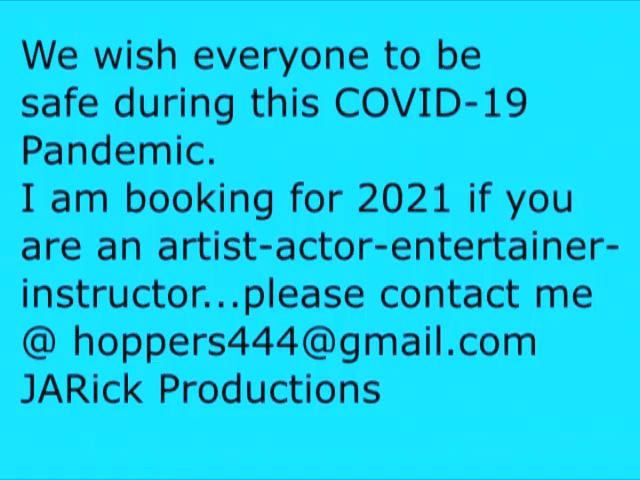 We wish everyone to be
safe during this COVID-19
Pandemic.
I am booking for 2021 if you
are an artist-actor-entertainer-
instructor...please contact me
@ hoppers444@gmail.com
JARick Productions